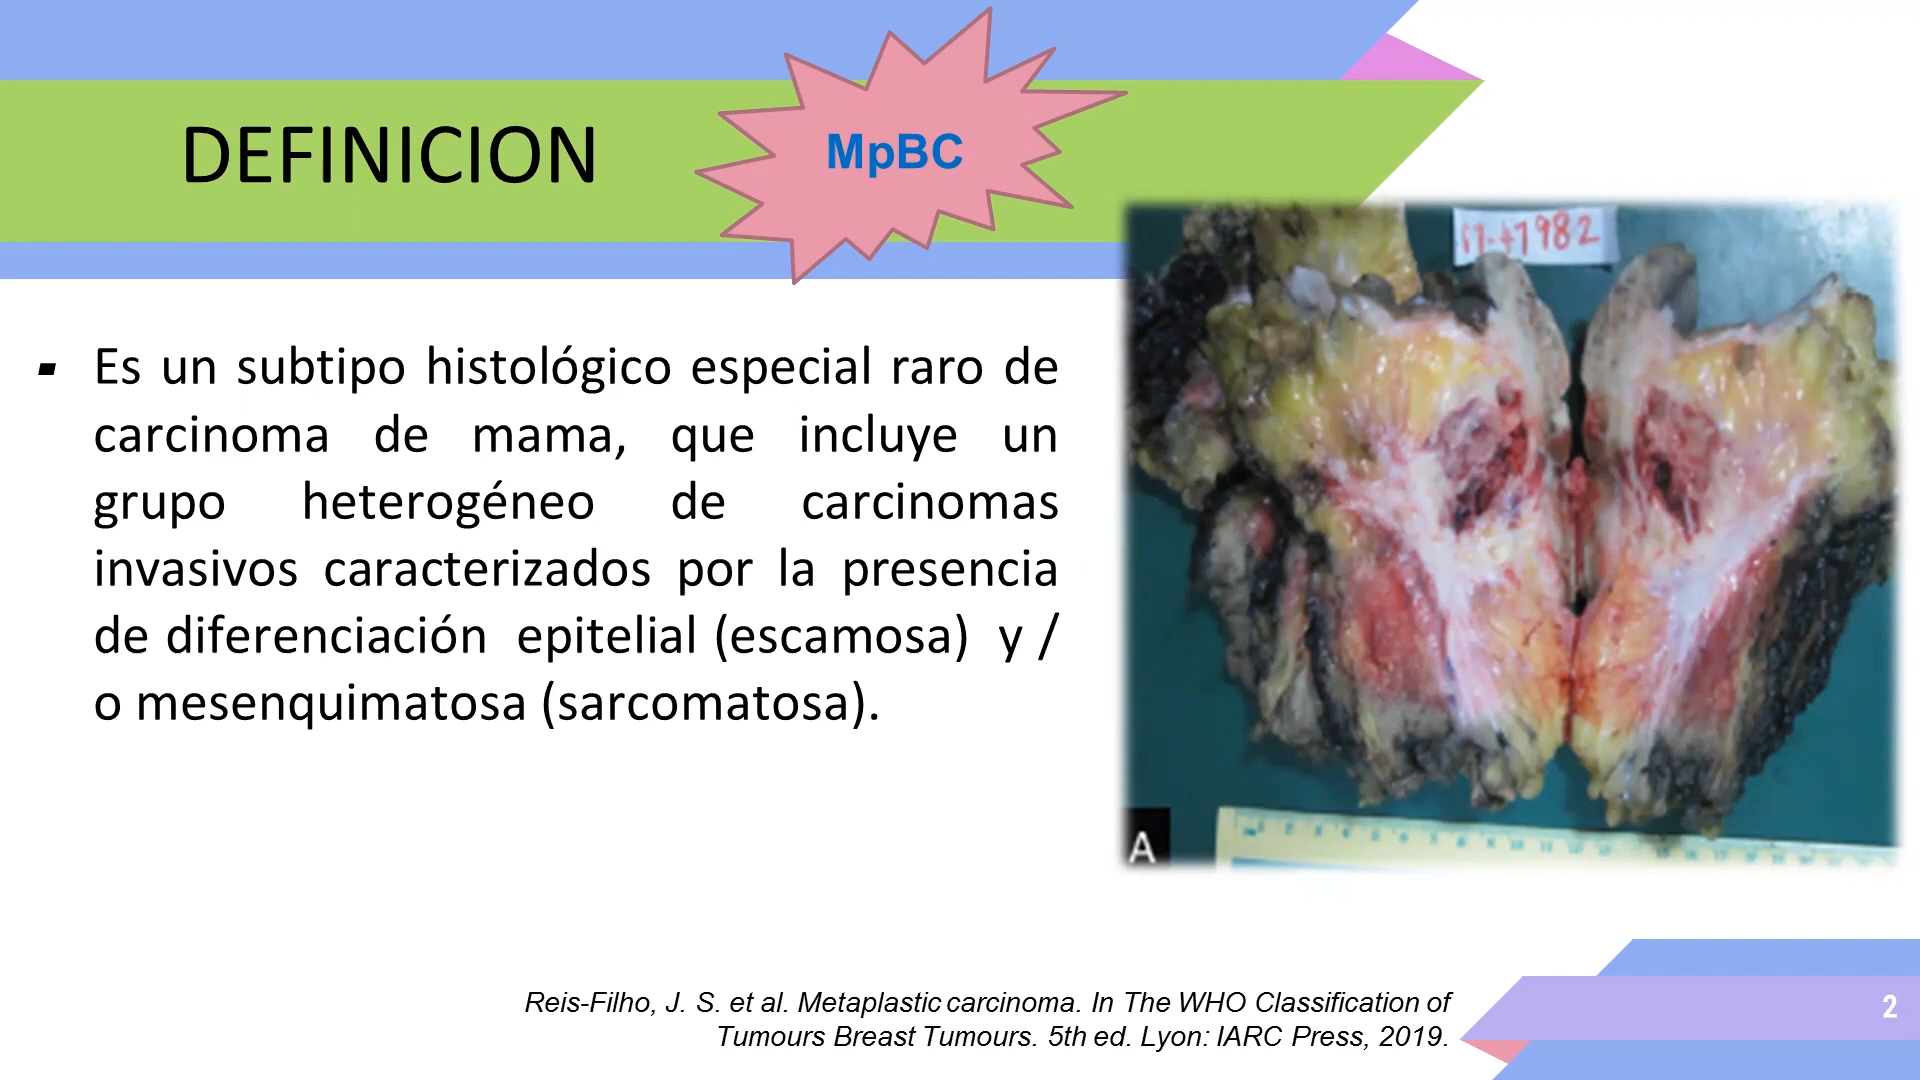 DEFINICION
MpBC
▪ Es un subtipo histológico especial raro de
carcinoma de mama, que incluye un
grupo heterogéneo de carcinomas
invasivos caracterizados por la presencia
de diferenciación epitelial (escamosa) y /
o mesenquimatosa (sarcomatosa).
A
Reis-Filho, J. S. et al. Metaplastic carcinoma. In The WHO Classification of
Tumours Breast Tumours. 5th ed. Lyon: IARC Press, 2019.
2